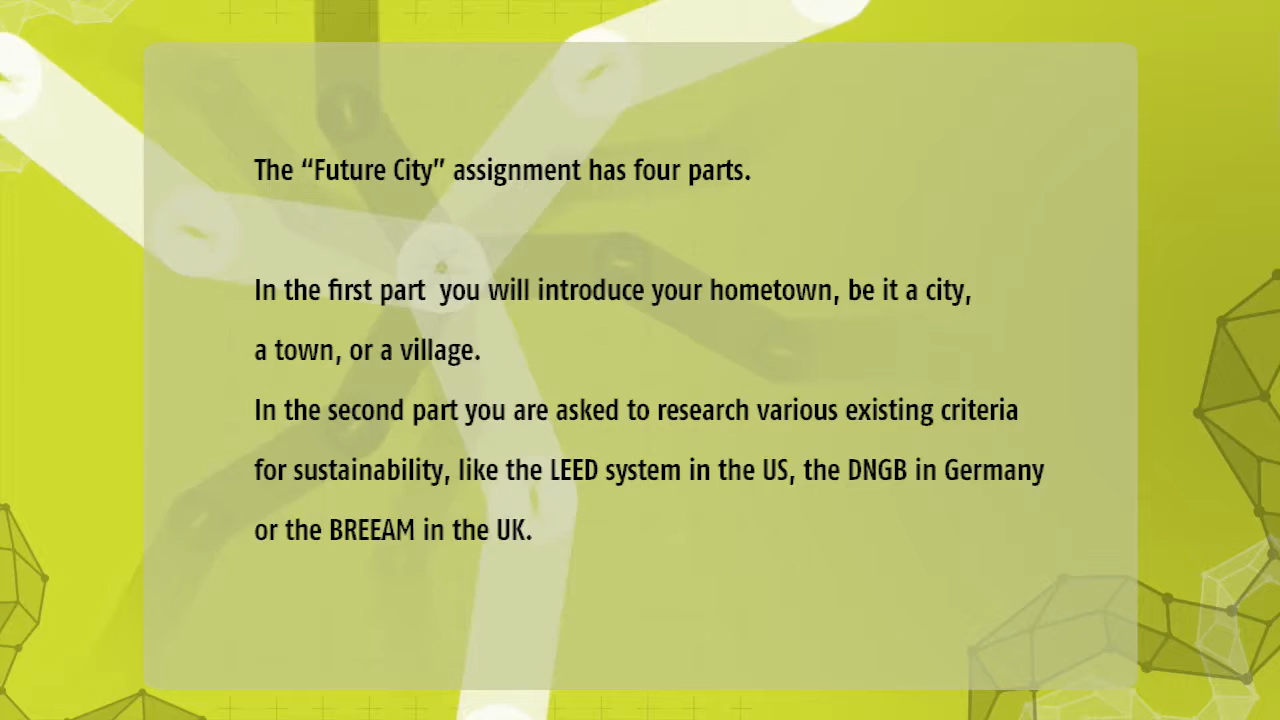 The “Future City” assignment has four parts.
In the first part you will introduce your hometown, be it a city,
a town, or a village.
In the second part you are asked to research various existing criteria
for sustainability, like the LEED system in the US, the DNGB in Germany
or the BREEAM in the UK.